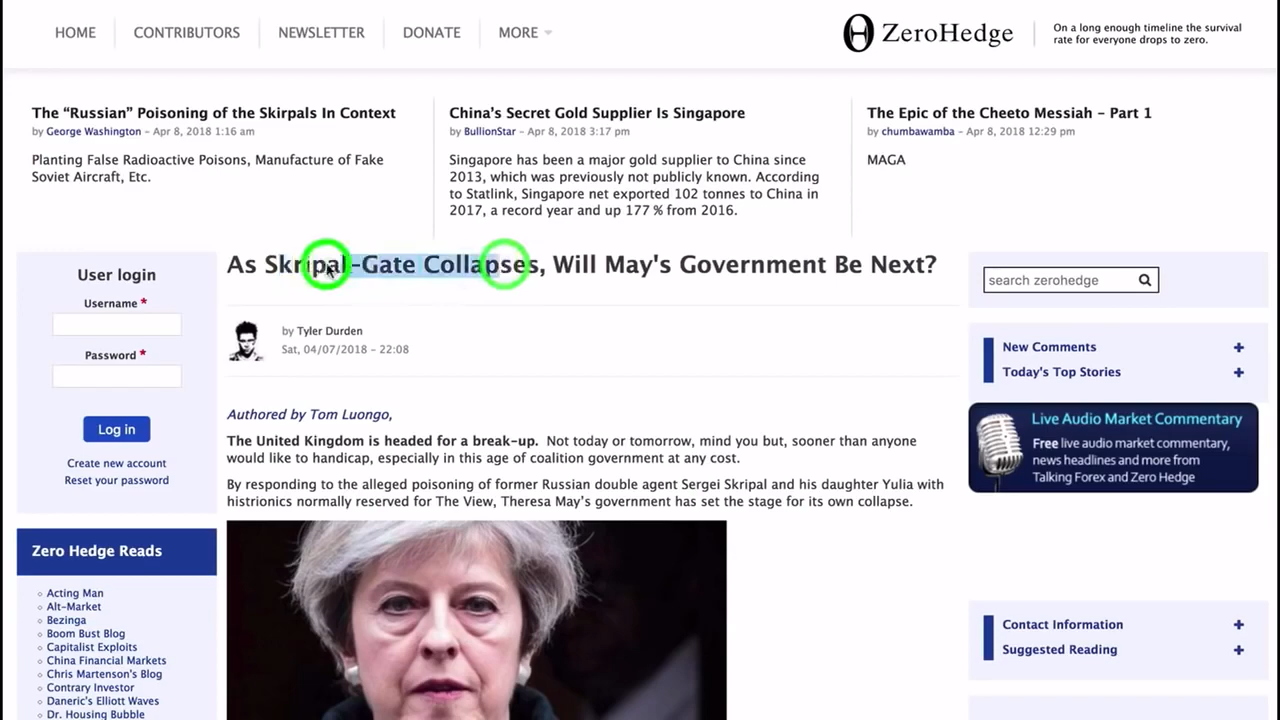 HOME
CONTRIBUTORS
NEWSLETTER
DONATE
MORE
ZeroHedge
On a long enough timeline the survival
rate for everyone drops to zero.
The “Russian” Poisoning of the Skirpals In Context
by George Washington - Apr 8, 2018 1:16 am
Planting False Radioactive Poisons, Manufacture of Fake
Soviet Aircraft, Etc.
China's Secret Gold Supplier Is Singapore
by BullionStar - Apr 8, 2018 3:17 pm
Singapore has been a major gold supplier to China since
2013, which was previously not publicly known. According
to Statlink, Singapore net exported 102 tonnes to China in
2017, a record year and up 177 % from 2016.
The Epic of the Cheeto Messiah - Part 1
by chumbawamba - Apr 8, 2018 12:29 pm
MAGA
User login
Username *
Password *
Log in
Create new account
Reset your password
Zero Hedge Reads
Acting Man
Alt-Market
Bezinga
Boom Bust Blog
Capitalist Exploits
China Financial Markets
Chris Martenson's Blog
Contrary Investor
Daneric's Elliott Waves
Dr. Housing Bubble
As Skripal-Gate Collapses, Will May's Government Be Next?
by Tyler Durden
Sat, 04/07/2018 - 22:08
Authored by Tom Luongo,
The United Kingdom is headed for a break-up. Not today or tomorrow, mind you but, sooner than anyone
would like to handicap, especially in this age of coalition government at any cost.
By responding to the alleged poisoning of former Russian double agent Sergei Skripal and his daughter Yulia with
histrionics normally reserved for The View, Theresa May's government has set the stage for its own collapse.
search zerohedge
New Comments +
Today's Top Stories +
Live Audio Market Commentary
Free live audio market commentary,
news headlines and more from
Talking Forex and Zero Hedge
Contact Information +
Suggested Reading +